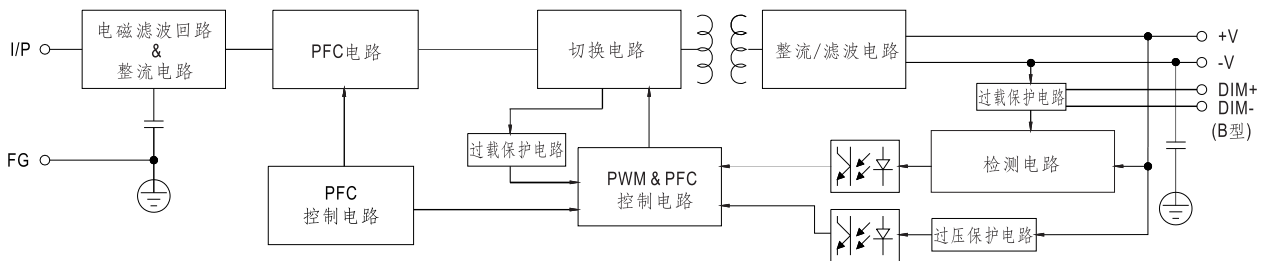 I/P
电磁滤波回路
&
整流电路
PFC电路
切换电路
整流/滤波电路
+V
-V
过载保护电路
DIM+
DIM-
(B型)
FG
过载保护电路
检测电路
PFC
控制电路
PWM & PFC
控制电路
过压保护电路